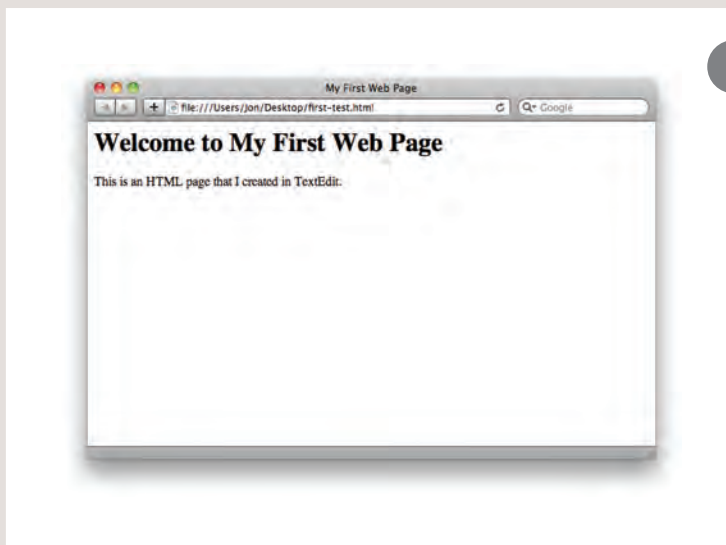 My First Web Page
+ file:///Users/Jon/Desktop/first-test.html Google
Welcome to My First Web Page
This is an HTML page that I created in TextEdit.